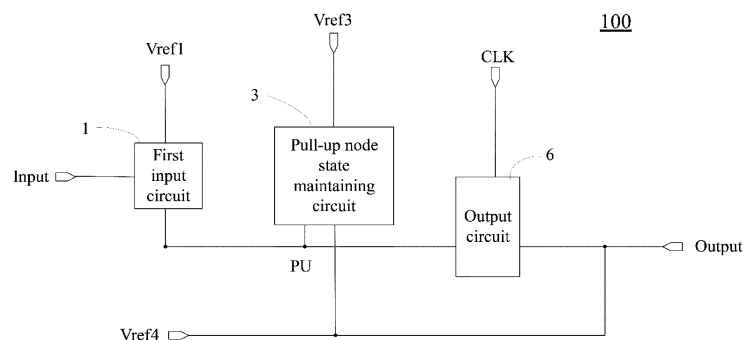 100
Vref3
Vref1
CLK
3
1
First
input
circuit
Pull-up node
state
maintaining
circuit
6
Input
Output
circuit
Output
PU
Vref4